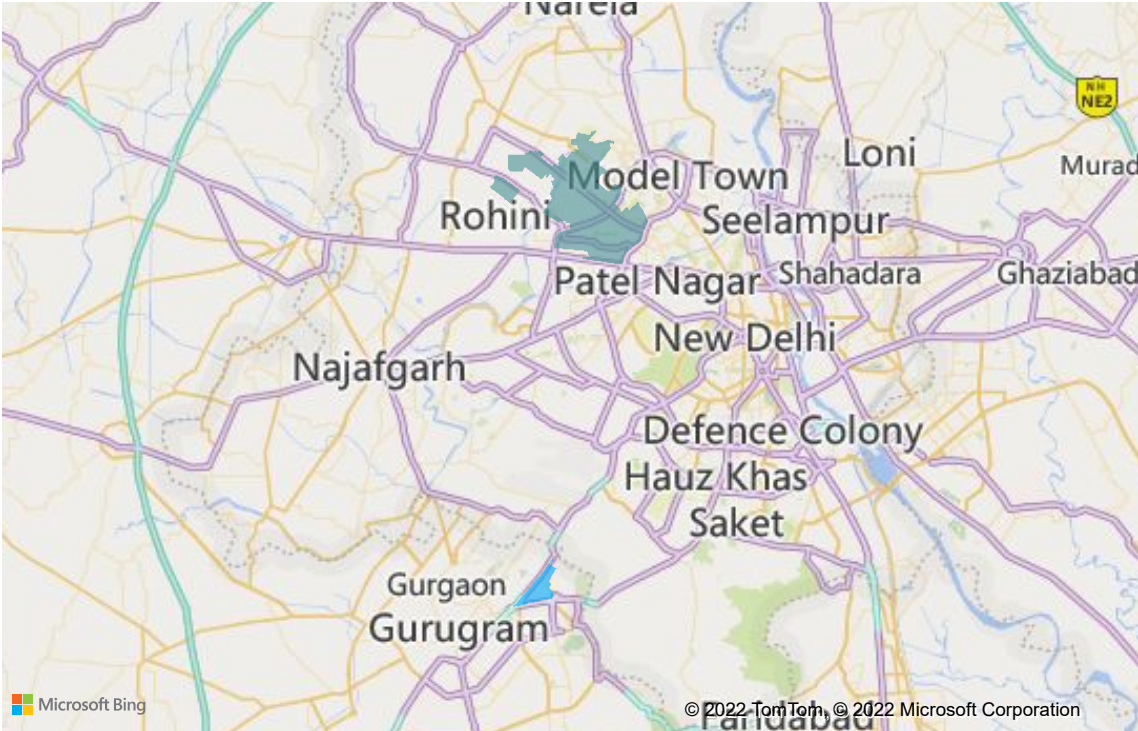 Narela
NH
NE2
Loni
Murad
Model Town
Rohini
Seelampur
Patel Nagar
Shahadara
Ghaziabad
New Delhi
Najafgarh
Defence Colony
Hauz Khas
Saket
Gurgaon
Gurugram
Microsoft Bing
Faridabad
© 2022 TomTom, © 2022 Microsoft Corporation